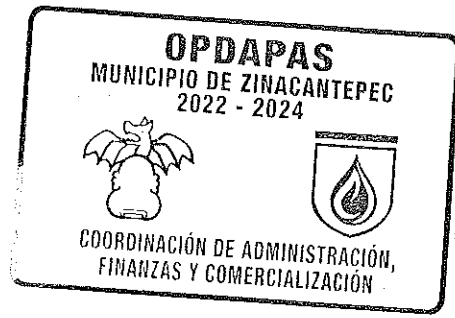 OPDAPAS
MUNICIPIO DE ZINACANTEPEC
2022 - 2024
COORDINACIÓN DE ADMINISTRACIÓN,
FINANZAS Y COMERCIALIZACIÓN